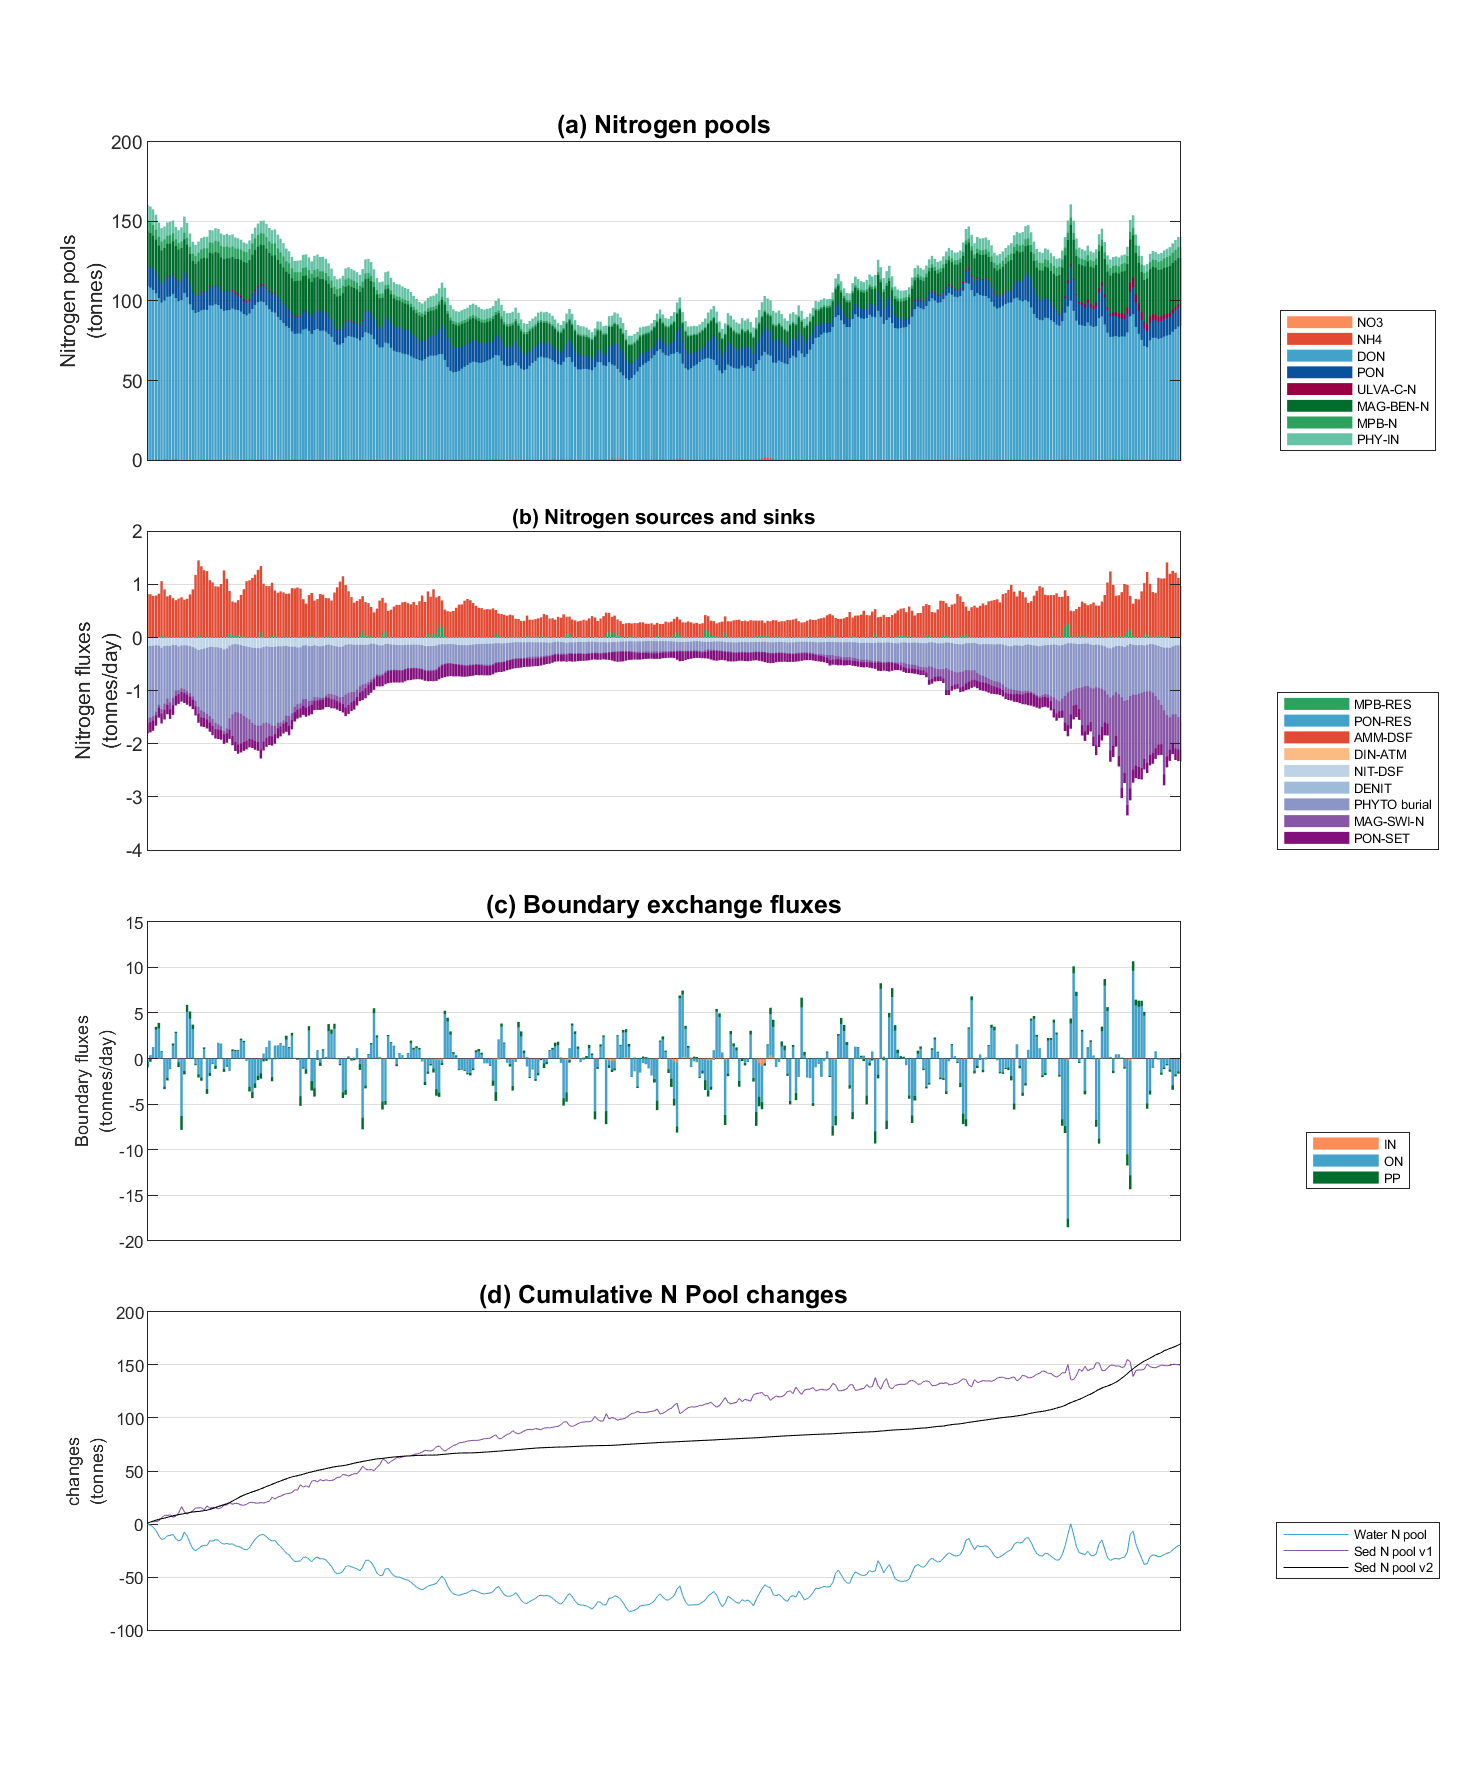 (a) Nitrogen pools
200
150
100
50
0
Nitrogen pools
(tonnes)
NO3
NH4
DON
PON
ULVA-C-N
MAG-BEN-N
MPB-N
PHY-IN
(b) Nitrogen sources and sinks
2
1
0
-1
-2
-3
-4
Nitrogen fluxes
(tonnes/day)
MPB-RES
PON-RES
AMM-DSF
DIN-ATM
NIT-DSF
DENIT
PHYTO burial
MAG-SWI-N
PON-SET
(c) Boundary exchange fluxes
15
10
5
0
-5
-10
-15
-20
Boundary fluxes
(tonnes/day)
IN
ON
PP
(d) Cumulative N Pool changes
200
150
100
50
0
-50
-100
changes
(tonnes)
Water N pool
Sed N pool v1
Sed N pool v2